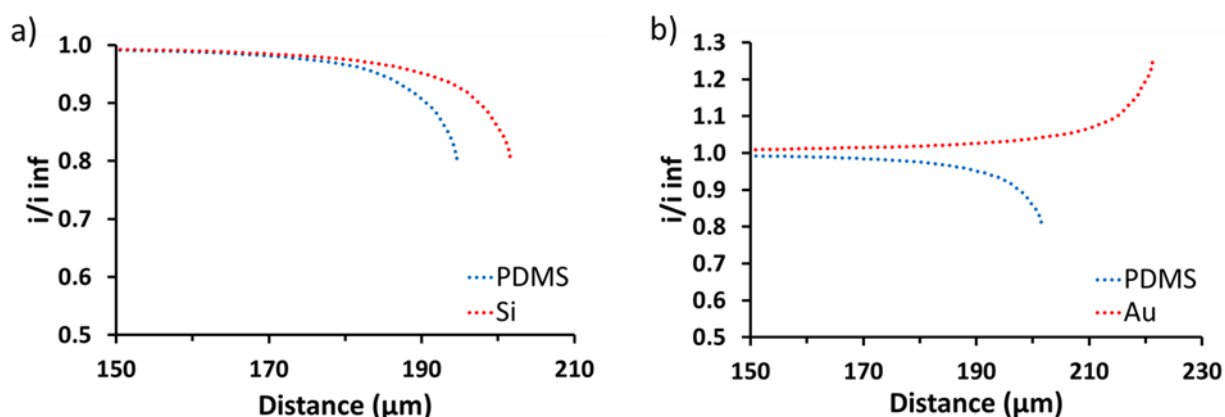 a)
1.0
0.9
0.8
0.7
0.6
0.5
i/i inf
PDMS
Si
150 170 190 210
Distance (µm)
b)
1.3
1.2
1.1
1.0
0.9
0.8
0.7
0.6
0.5
i/i inf
PDMS
Au
150 170 190 210 230
Distance (µm)